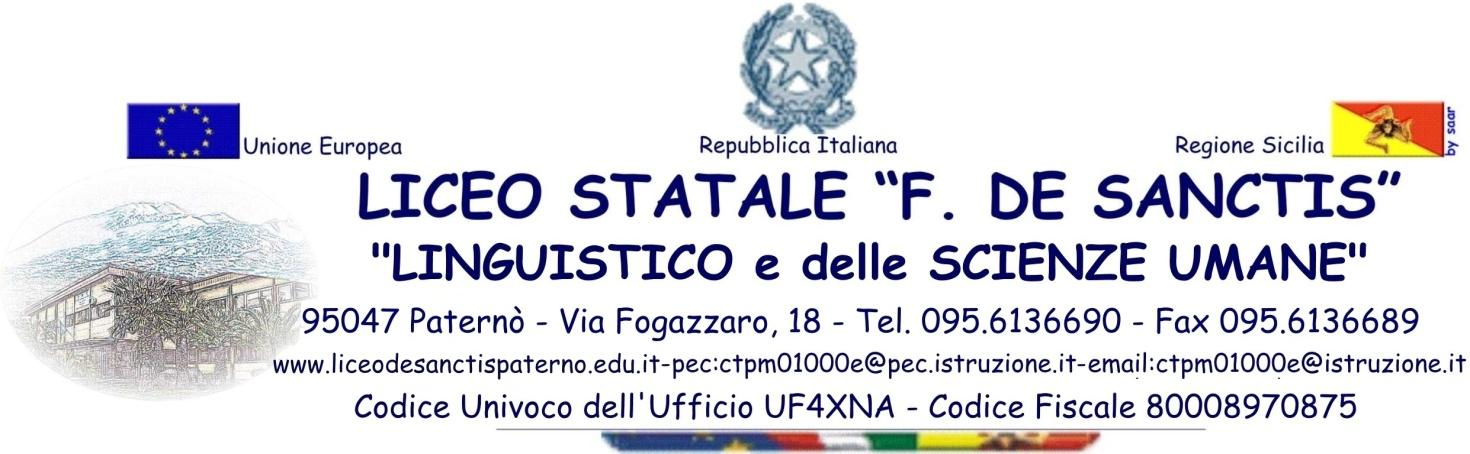 Unione Europea
Repubblica Italiana
Regione Sicilia
by saar
LICEO STATALE “F. DE SANCTIS”
"LINGUISTICO e delle SCIENZE UMANE"
95047 Paternò - Via Fogazzaro, 18 - Tel. 095.6136690 - Fax 095.6136689
www.liceodesanctispaterno.edu.it-pec:ctpm01000e@pec.istruzione.it-email:ctpm01000e@istruzione.it
Codice Univoco dell'Ufficio UF4XNA - Codice Fiscale 80008970875